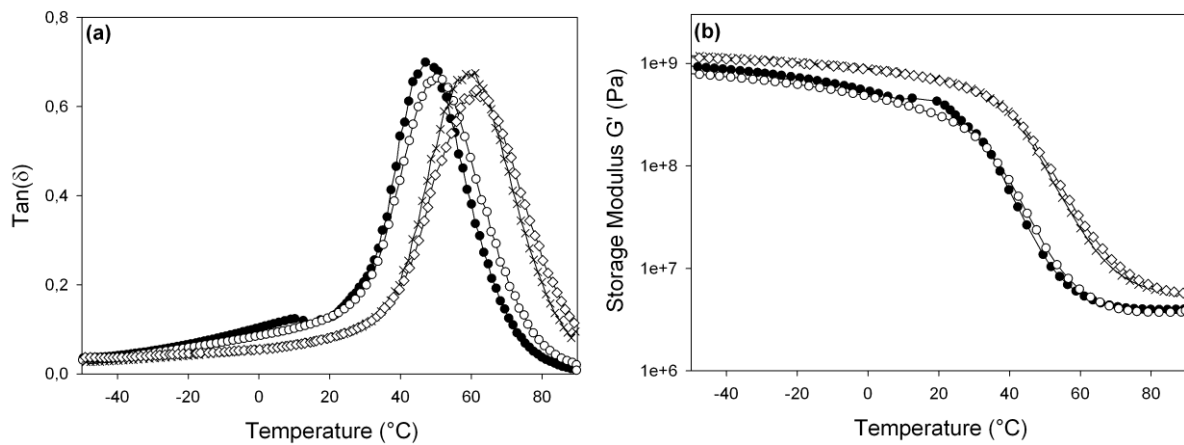 (a)
0,8
0,6
0,4
0,2
0,0
Tan(δ)
-40 -20 0 20 40 60 80
Temperature (°C)
(b)
1e+9
1e+8
1e+7
1e+6
Storage Modulus G' (Pa)
-40 -20 0 20 40 60 80
Temperature (°C)